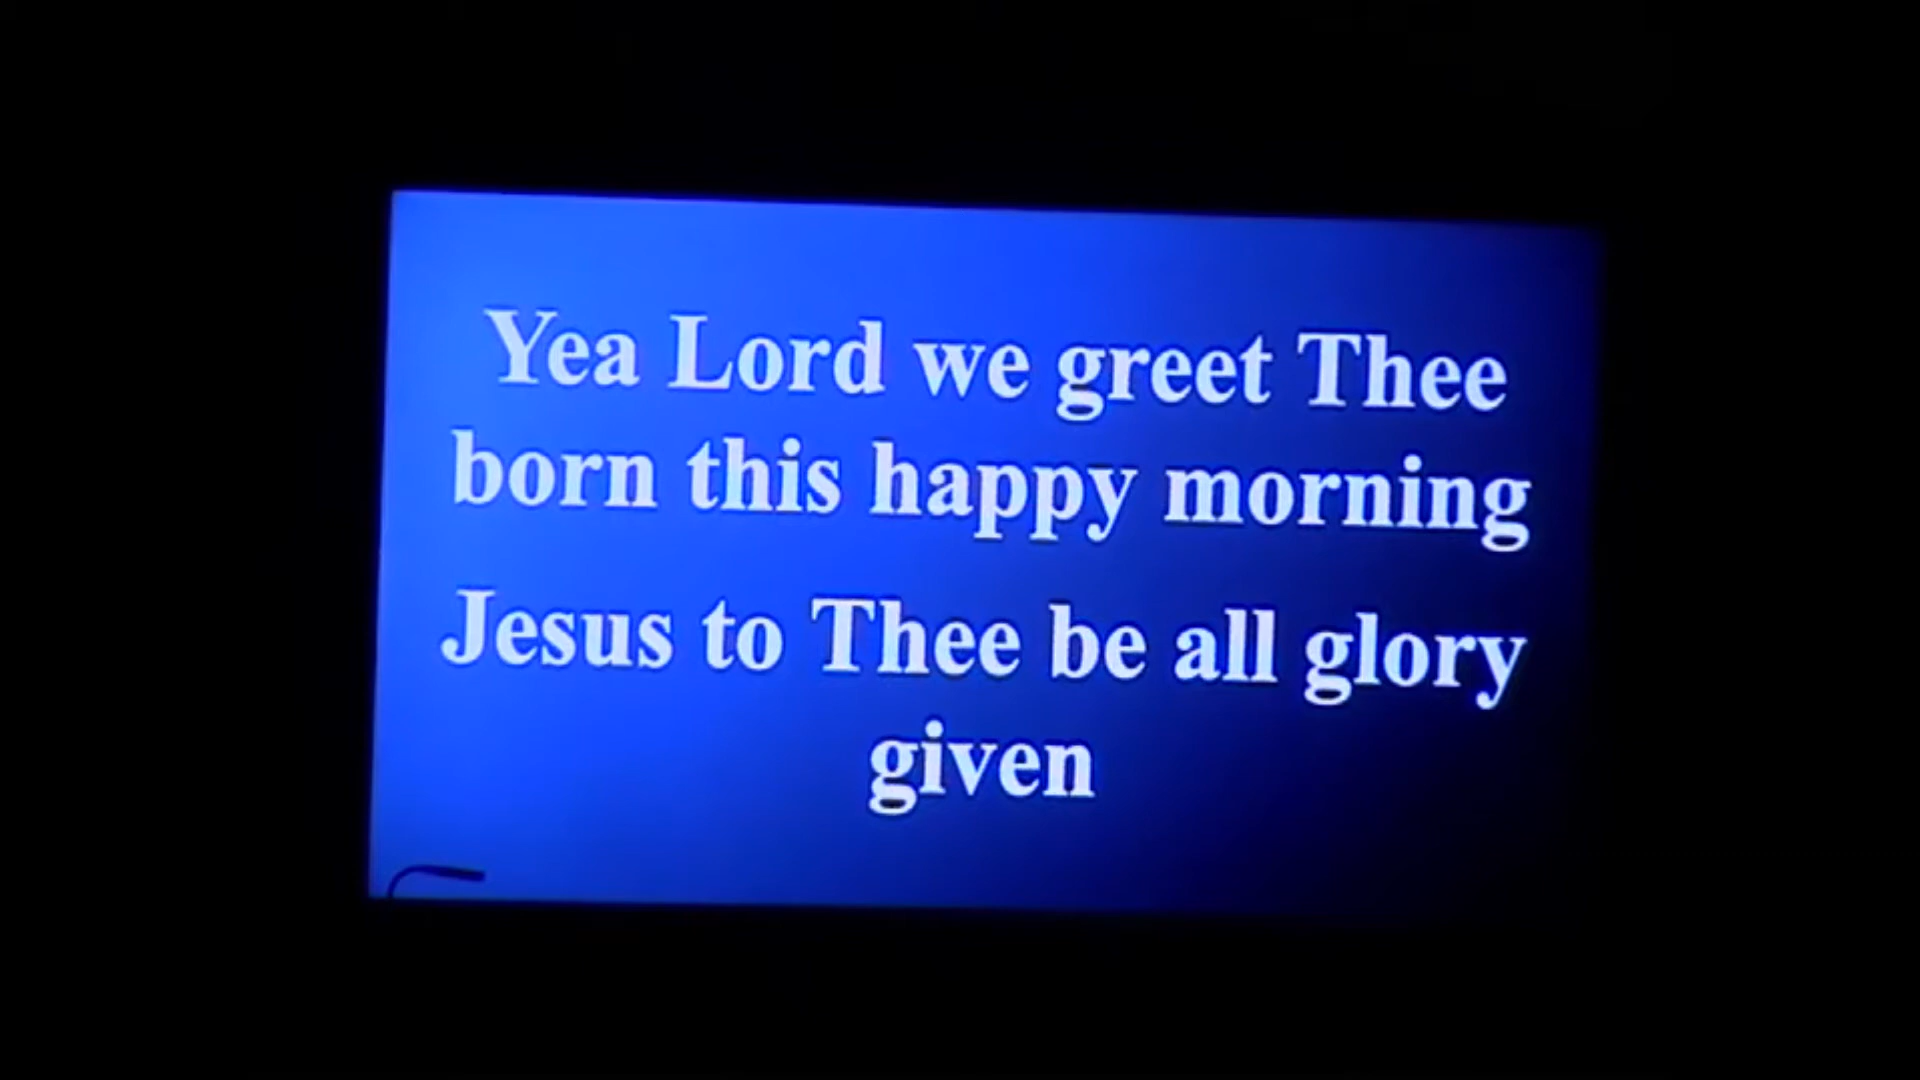 Yea Lord we greet Thee
born this happy morning
Jesus to Thee be all glory
given